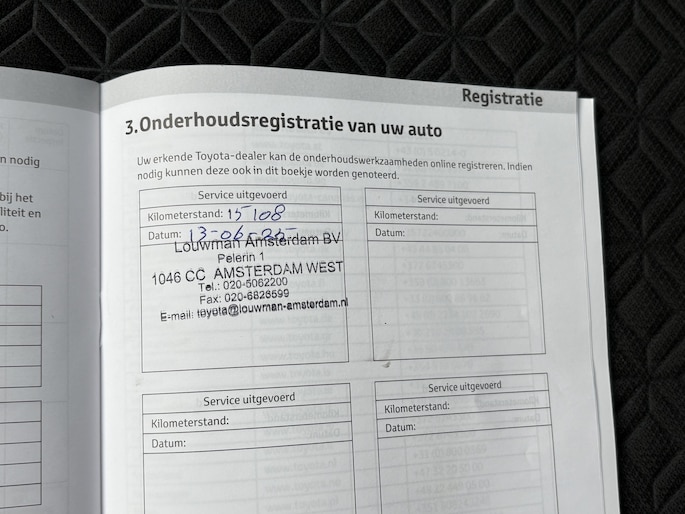 Registratie
3.Onderhoudsregistratie van uw auto
n nodig
Uw erkende Toyota-dealer kan de onderhoudswerkzaamheden online registreren. Indien
nodig kunnen deze ook in dit boekje worden genoteerd.
bij het
liteit en
o.
Service uitgevoerd
Kilometerstand: 15108
Datum: 13-06-25
Louwman Amsterdam BV
Pelerin 1
1046 CC AMSTERDAM WEST
Tel.: 020-5062200
Fax: 020-6826599
E-mail: toyota@louwman-amsterdam.nl
Service uitgevoerd
Kilometerstand:
Datum:
Service uitgevoerd
Kilometerstand:
Datum:
Service uitgevoerd
Kilometerstand:
Datum: